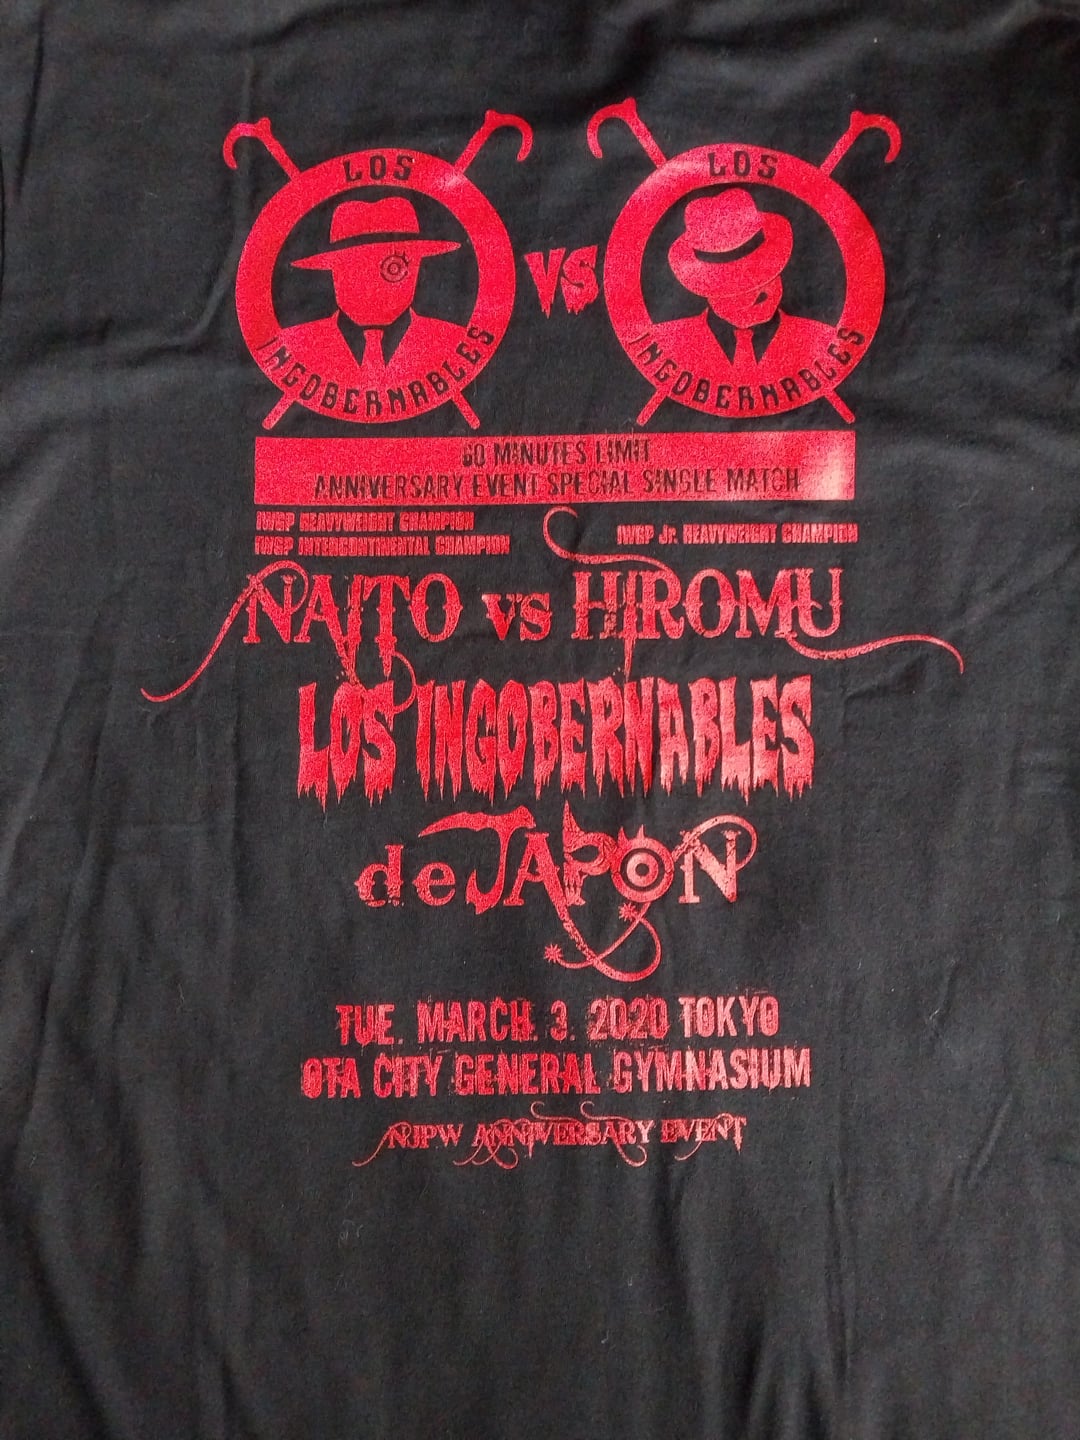 LOS INGOBERNABLES
VS
LOS INGOBERNABLES
60 MINUTES LIMIT
ANNIVERSARY EVENT SPECIAL SINGLE MATCH
IWGP HEAVYWEIGHT CHAMPION
IWGP INTERCONTINENTAL CHAMPION
IWGP Jr. HEAVYWEIGHT CHAMPION
NAITO vs HIROMU
LOS INGOBERNABLES
de JAPON
TUE. MARCH. 3. 2020 TOKYO
OTA CITY GENERAL GYMNASIUM
NJPW ANNIVERSARY EVENT